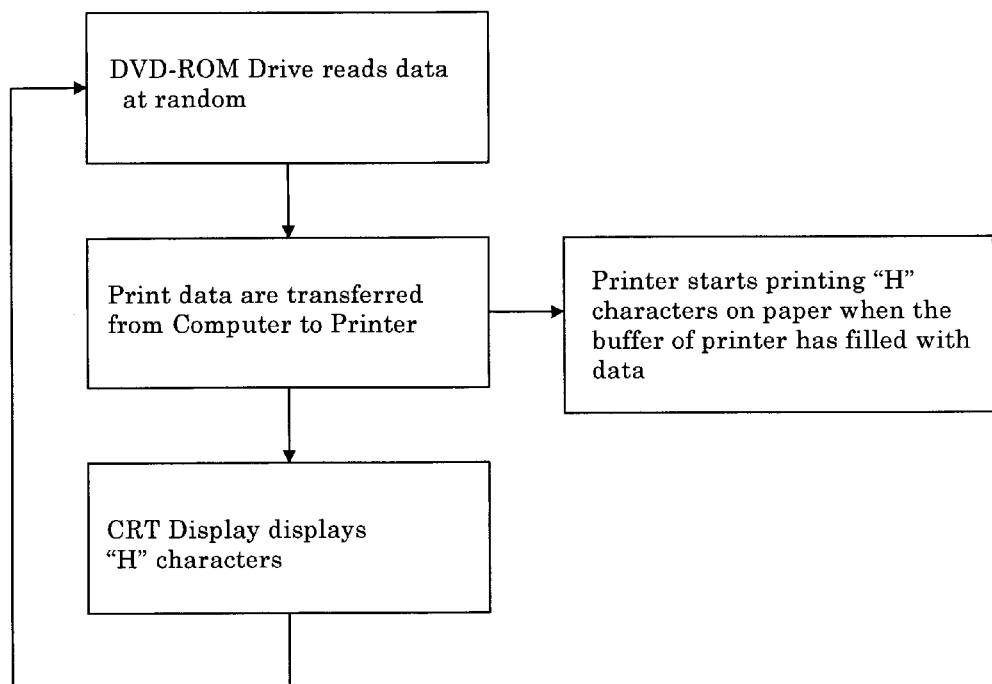 DVD-ROM Drive reads data
at random
Print data are transferred
from Computer to Printer
Printer starts printing “H”
characters on paper when the
buffer of printer has filled with
data
CRT Display displays
“H” characters